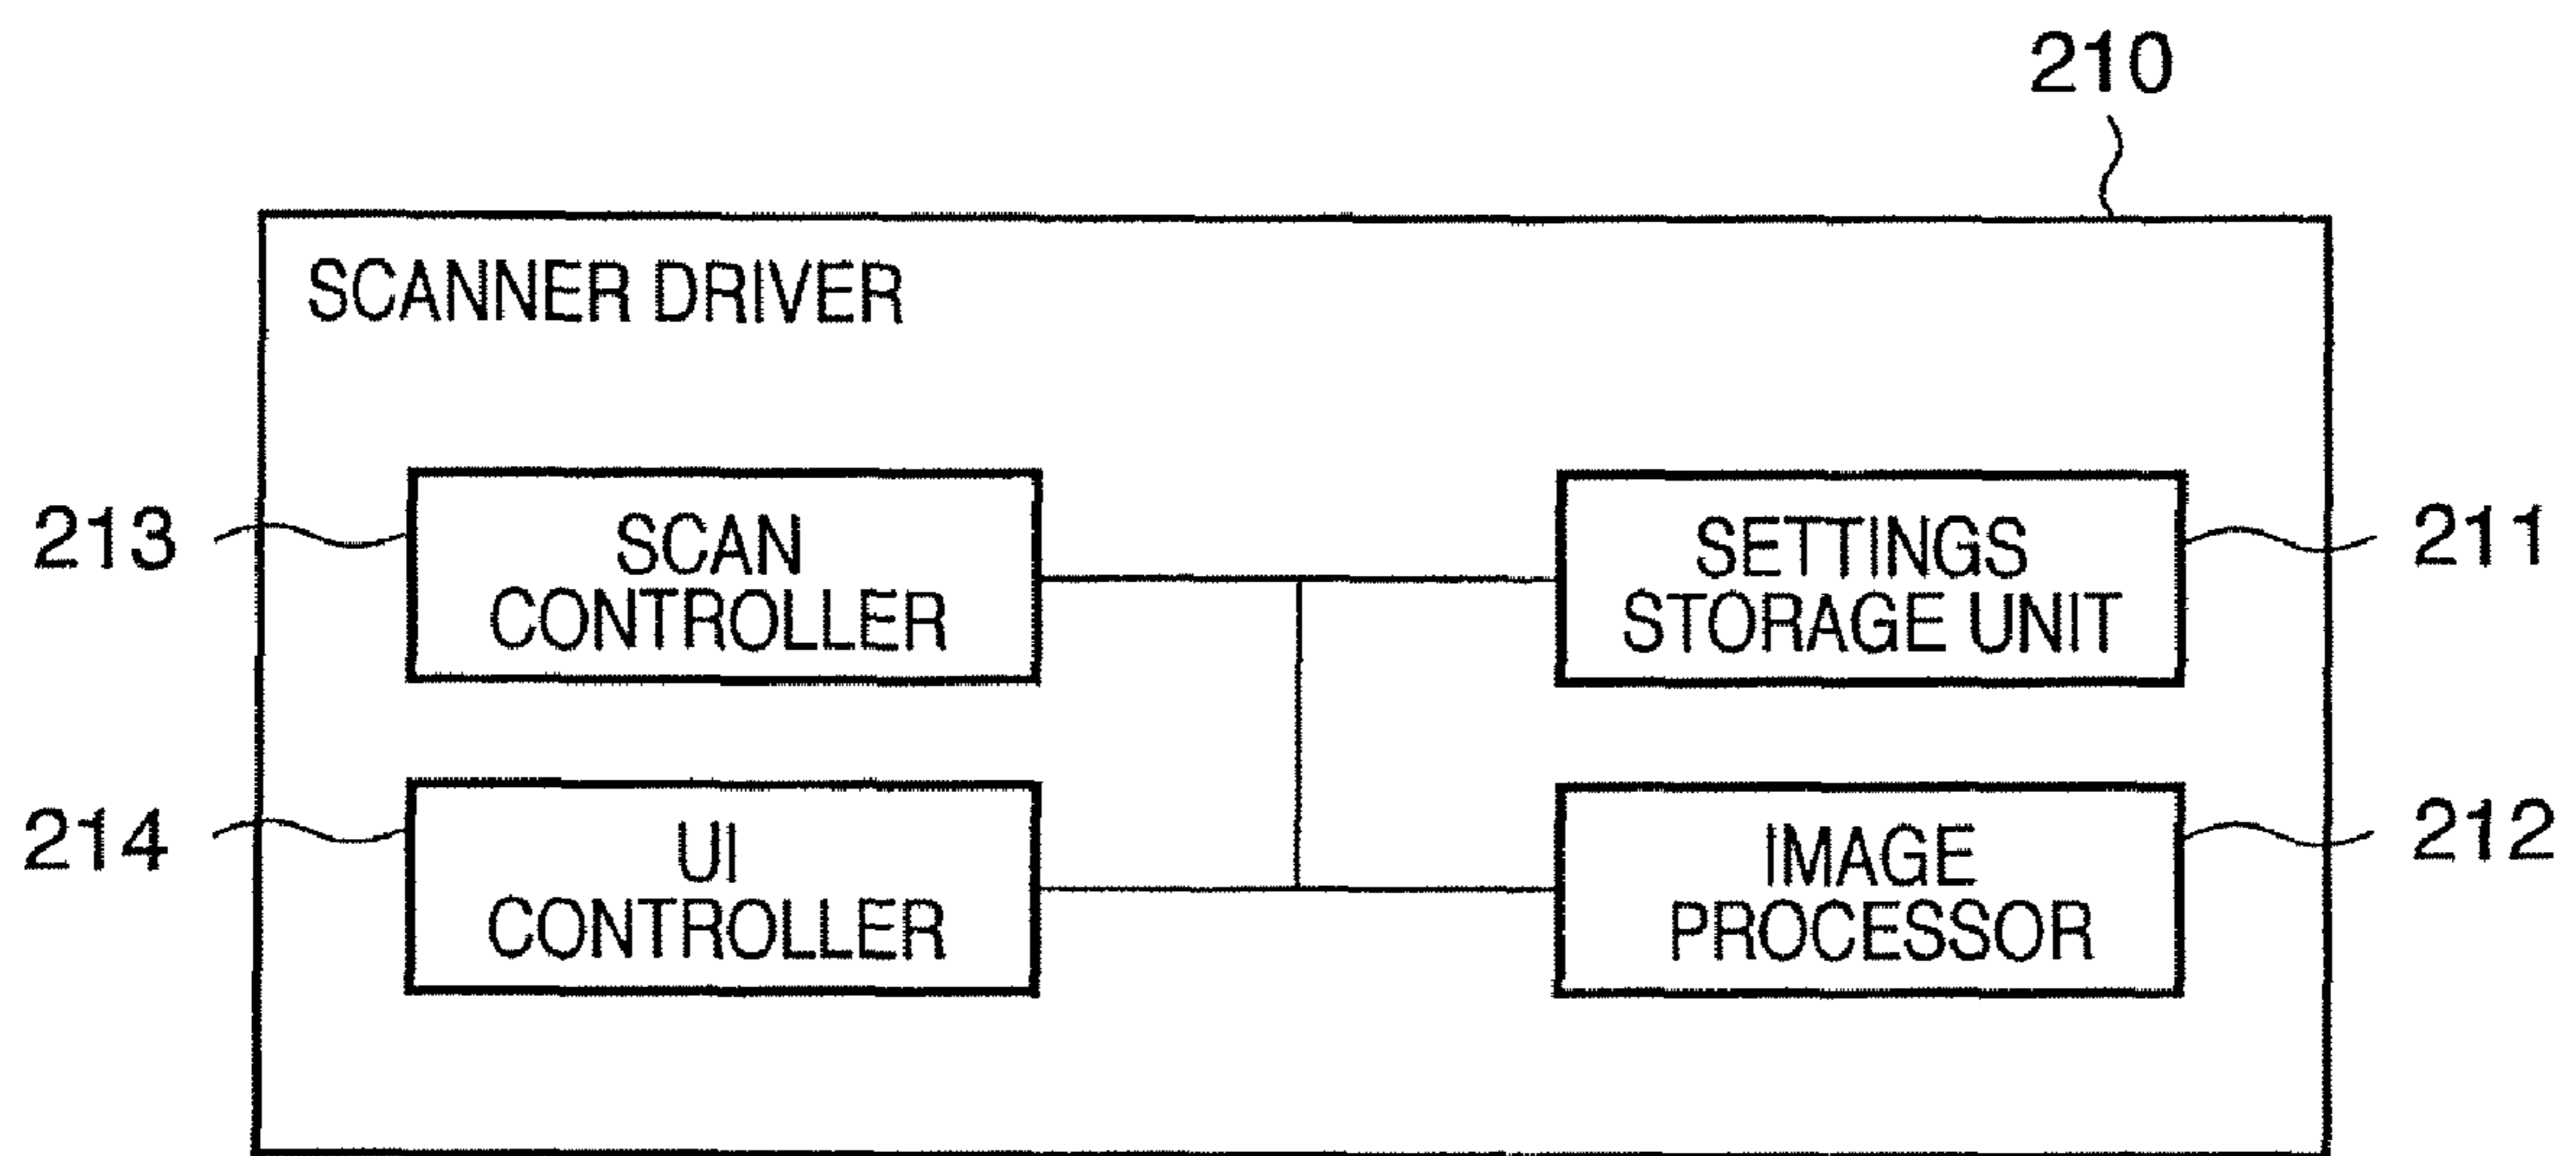 210
SCANNER DRIVER
213
SCAN
CONTROLLER
SETTINGS
STORAGE UNIT
211
214
UI
CONTROLLER
IMAGE
PROCESSOR
212